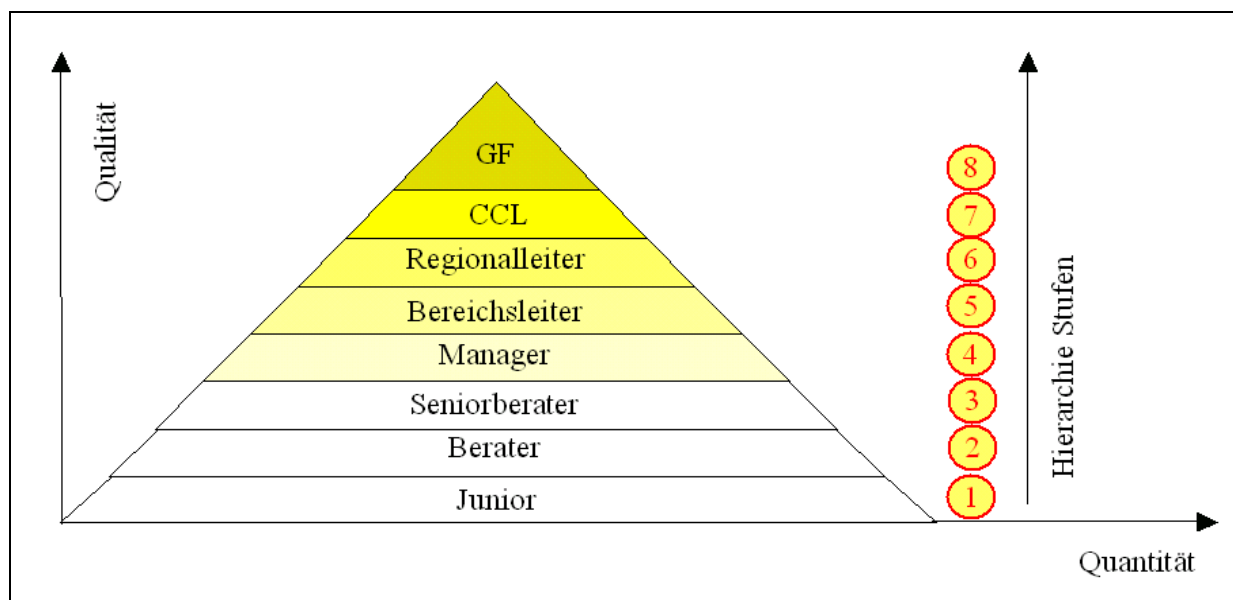 Qualität
GF
CCL
Regionalleiter
Bereichsleiter
Manager
Seniorberater
Berater
Junior
8
7
6
5
4
3
2
1
Hierarchie Stufen
Quantität